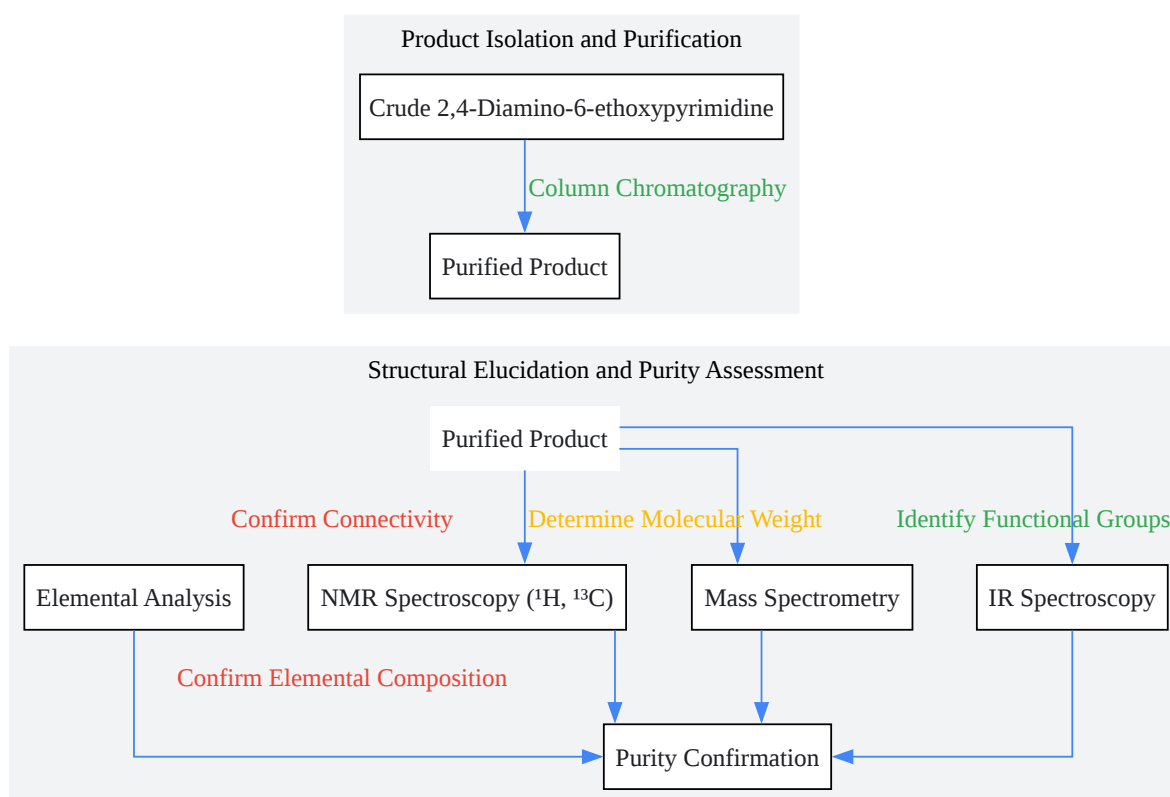 Product Isolation and Purification
Crude 2,4-Diamino-6-ethoxypyrimidine
Column Chromatography
Purified Product
Structural Elucidation and Purity Assessment
Purified Product
Confirm Connectivity
Determine Molecular Weight
Identify Functional Groups
Elemental Analysis
NMR Spectroscopy (¹H, ¹³C)
Mass Spectrometry
IR Spectroscopy
Confirm Elemental Composition
Purity Confirmation